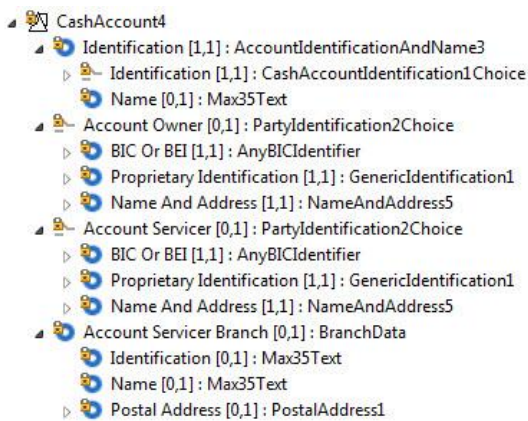 CashAccount4
Identification [1,1] : AccountIdentificationAndName3
Identification [1,1] : CashAccountIdentification1Choice
Name [0,1] : Max35Text
Account Owner [0,1] : PartyIdentification2Choice
BIC Or BEI [1,1] : AnyBICIdentifier
Proprietary Identification [1,1] : GenericIdentification1
Name And Address [1,1] : NameAndAddress5
Account Servicer [0,1] : PartyIdentification2Choice
BIC Or BEI [1,1] : AnyBICIdentifier
Proprietary Identification [1,1] : GenericIdentification1
Name And Address [1,1] : NameAndAddress5
Account Servicer Branch [0,1] : BranchData
Identification [0,1] : Max35Text
Name [0,1] : Max35Text
Postal Address [0,1] : PostalAddress1